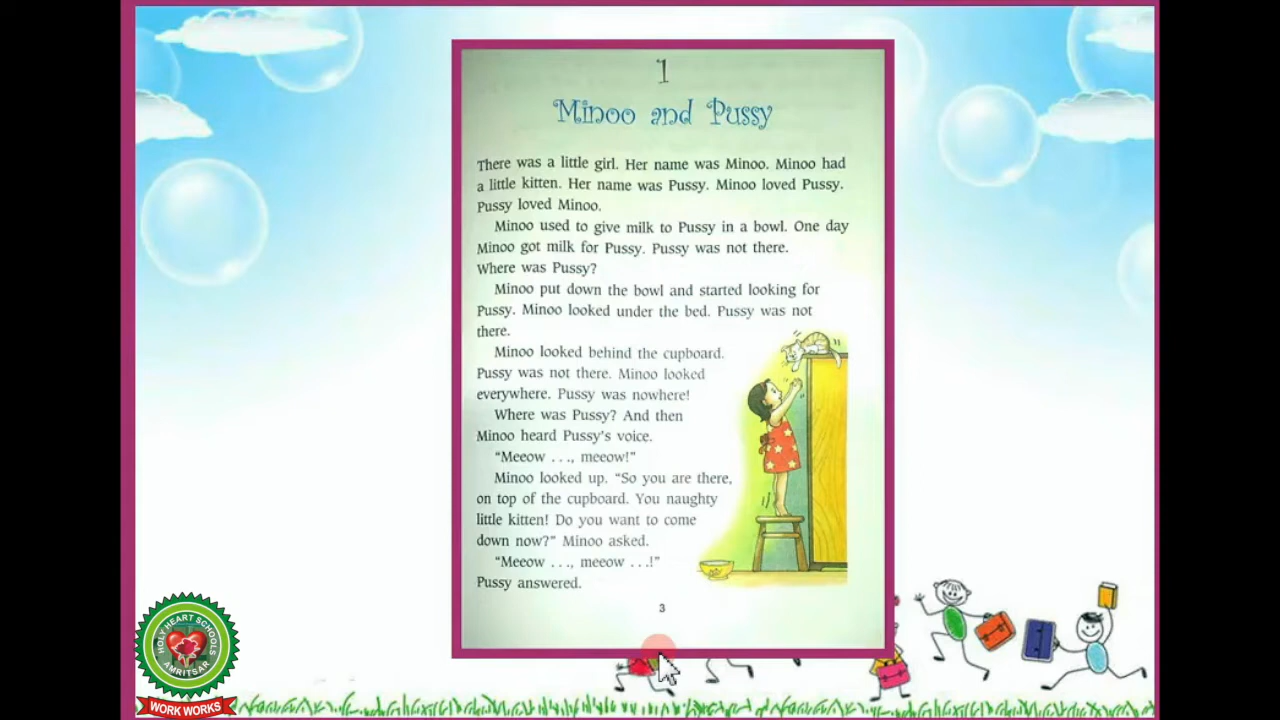 1
Minoo and Pussy
There was a little girl. Her name was Minoo. Minoo had
a little kitten. Her name was Pussy. Minoo loved Pussy.
Pussy loved Minoo.
Minoo used to give milk to Pussy in a bowl. One day
Minoo got milk for Pussy. Pussy was not there.
Where was Pussy?
Minoo put down the bowl and started looking for
Pussy. Minoo looked under the bed. Pussy was not
there.
Minoo looked behind the cupboard.
Pussy was not there. Minoo looked
everywhere. Pussy was nowhere!
Where was Pussy? And then
Minoo heard Pussy's voice.
“Meeow . . ., meeow!”
Minoo looked up. “So you are there,
on top of the cupboard. You naughty
little kitten! Do you want to come
down now?” Minoo asked.
“Meeow . . ., meeow . . .!”
Pussy answered.
3
HOLY HEART SCHOOLS
AMRITSAR
WORK WORKS